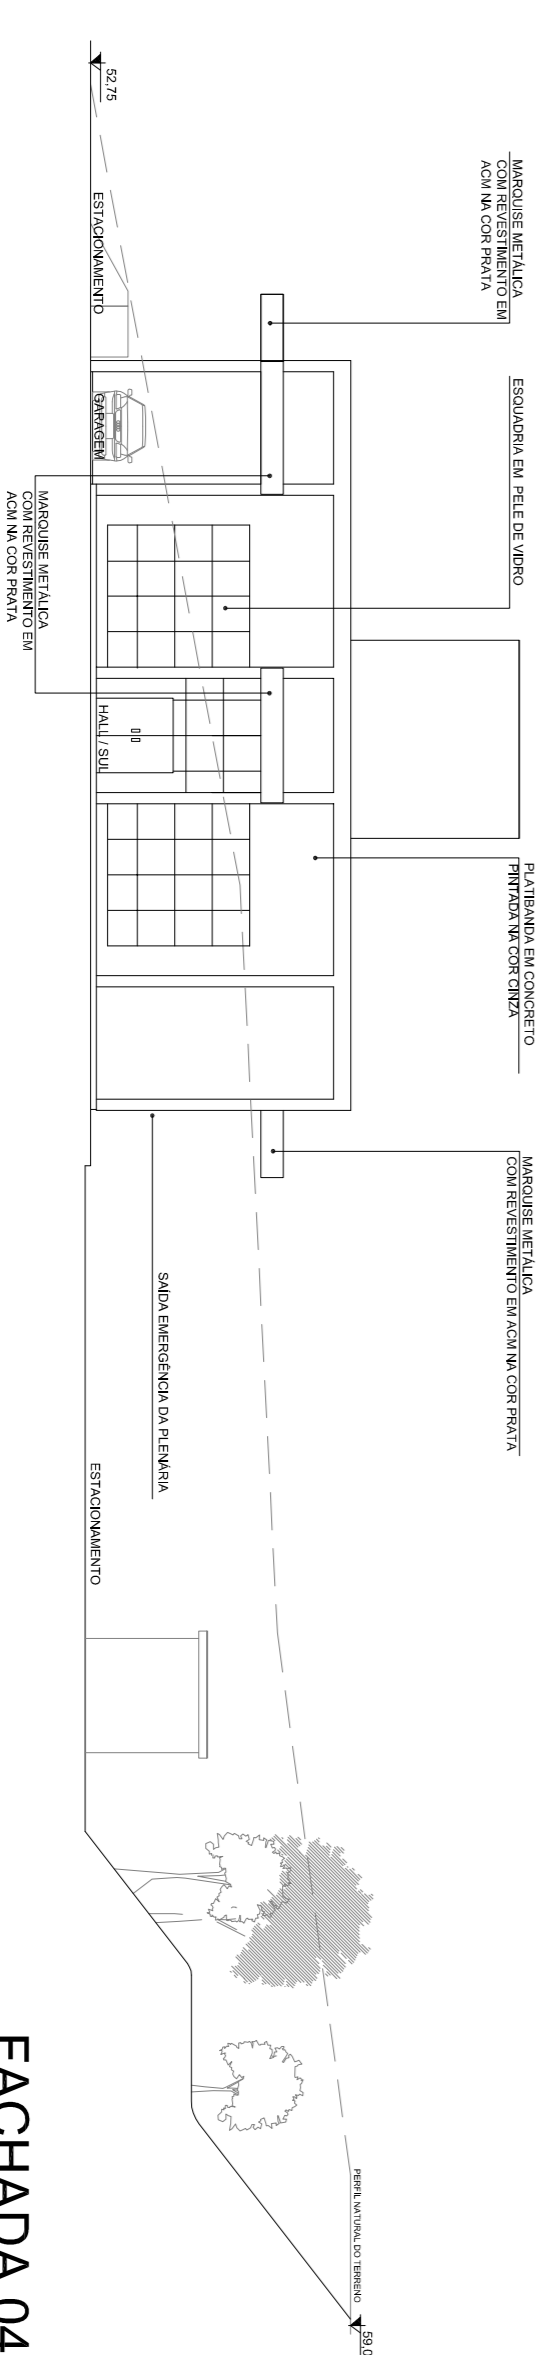 52,75
ESTACIONAMENTO
MARQUISE METÁLICA
COM REVESTIMENTO EM
ACM NA COR PRATA
GARAGEM
ESQUADRIA EM PELE DE VIDRO
MARQUISE METÁLICA
COM REVESTIMENTO EM
ACM NA COR PRATA
HALL / SUL
PLATIBANDA EM CONCRETO
PINTADA NA COR CINZA
MARQUISE METÁLICA
COM REVESTIMENTO EM ACM NA COR PRATA
SAÍDA EMERGÊNCIA DA PLENÁRIA
ESTACIONAMENTO
PERFIL NATURAL DO TERRENO
59,0
FACHADA 04